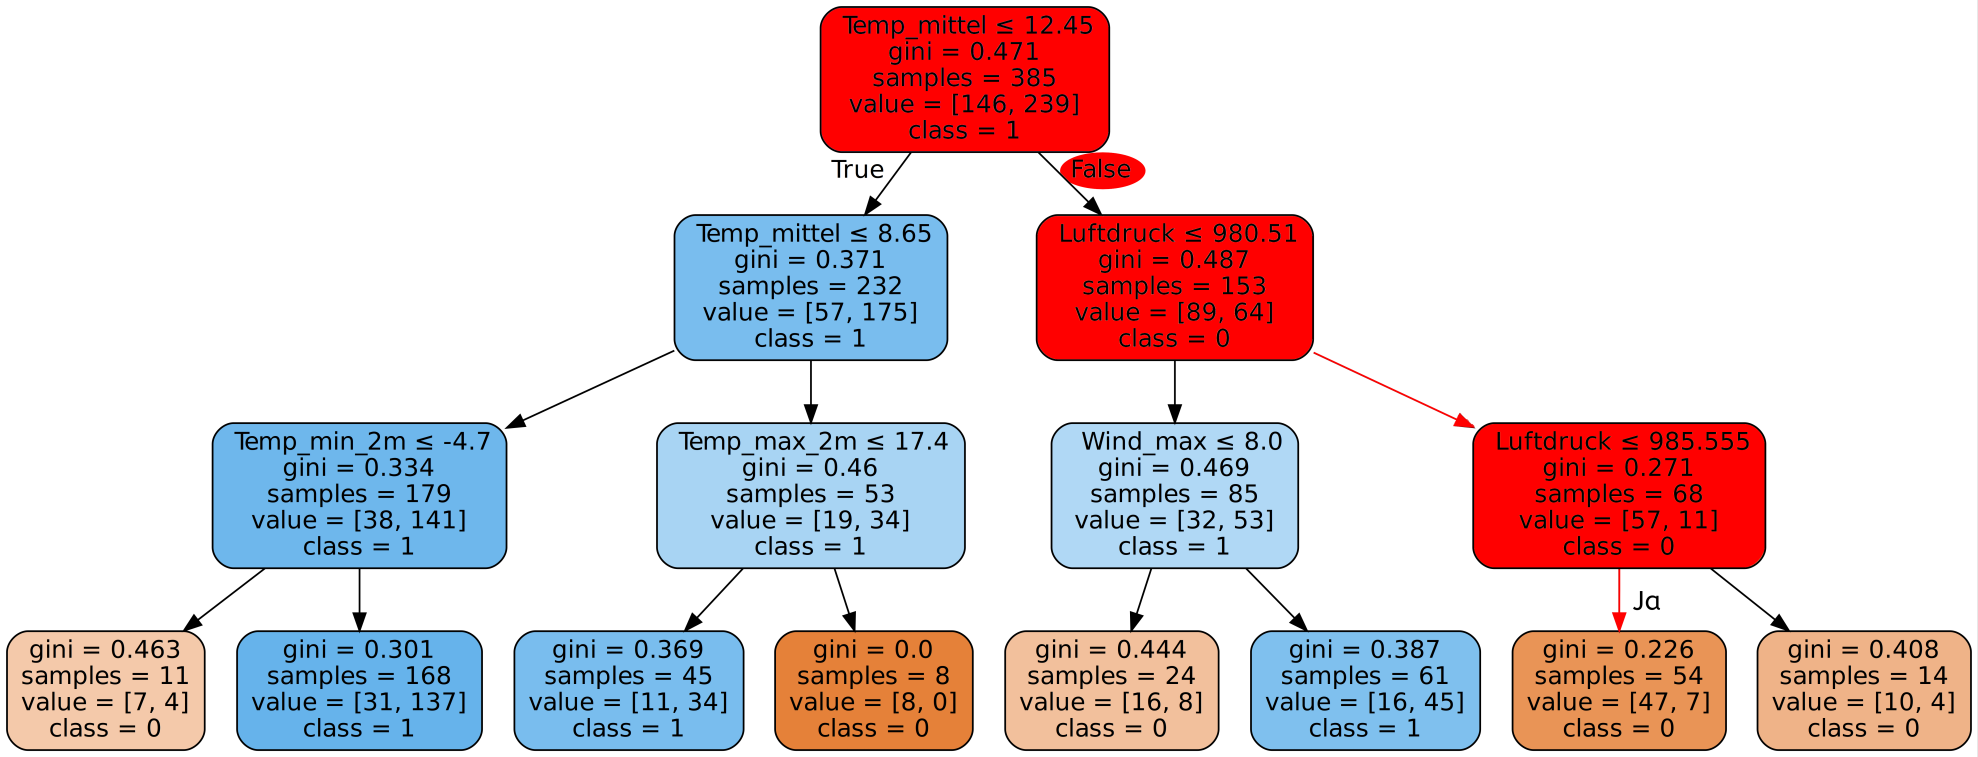 Temp_mittel ≤ 12.45
gini = 0.471
samples = 385
value = [146, 239]
class = 1
True
False
Temp_mittel ≤ 8.65
gini = 0.371
samples = 232
value = [57, 175]
class = 1
Luftdruck ≤ 980.51
gini = 0.487
samples = 153
value = [89, 64]
class = 0
Temp_min_2m ≤ -4.7
gini = 0.334
samples = 179
value = [38, 141]
class = 1
Temp_max_2m ≤ 17.4
gini = 0.46
samples = 53
value = [19, 34]
class = 1
Wind_max ≤ 8.0
gini = 0.469
samples = 85
value = [32, 53]
class = 1
Luftdruck ≤ 985.555
gini = 0.271
samples = 68
value = [57, 11]
class = 0
Ja
gini = 0.463
samples = 11
value = [7, 4]
class = 0
gini = 0.301
samples = 168
value = [31, 137]
class = 1
gini = 0.369
samples = 45
value = [11, 34]
class = 1
gini = 0.0
samples = 8
value = [8, 0]
class = 0
gini = 0.444
samples = 24
value = [16, 8]
class = 0
gini = 0.387
samples = 61
value = [16, 45]
class = 1
gini = 0.226
samples = 54
value = [47, 7]
class = 0
gini = 0.408
samples = 14
value = [10, 4]
class = 0